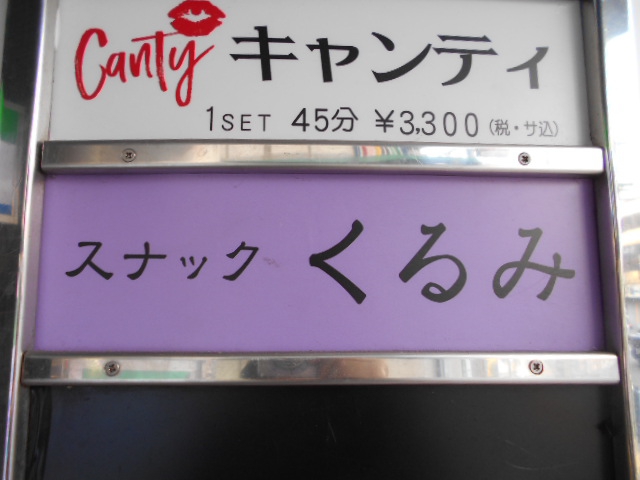 Canty キャンティ
1SET 45分 ¥3,300(税・サ込)
スナック くるみ